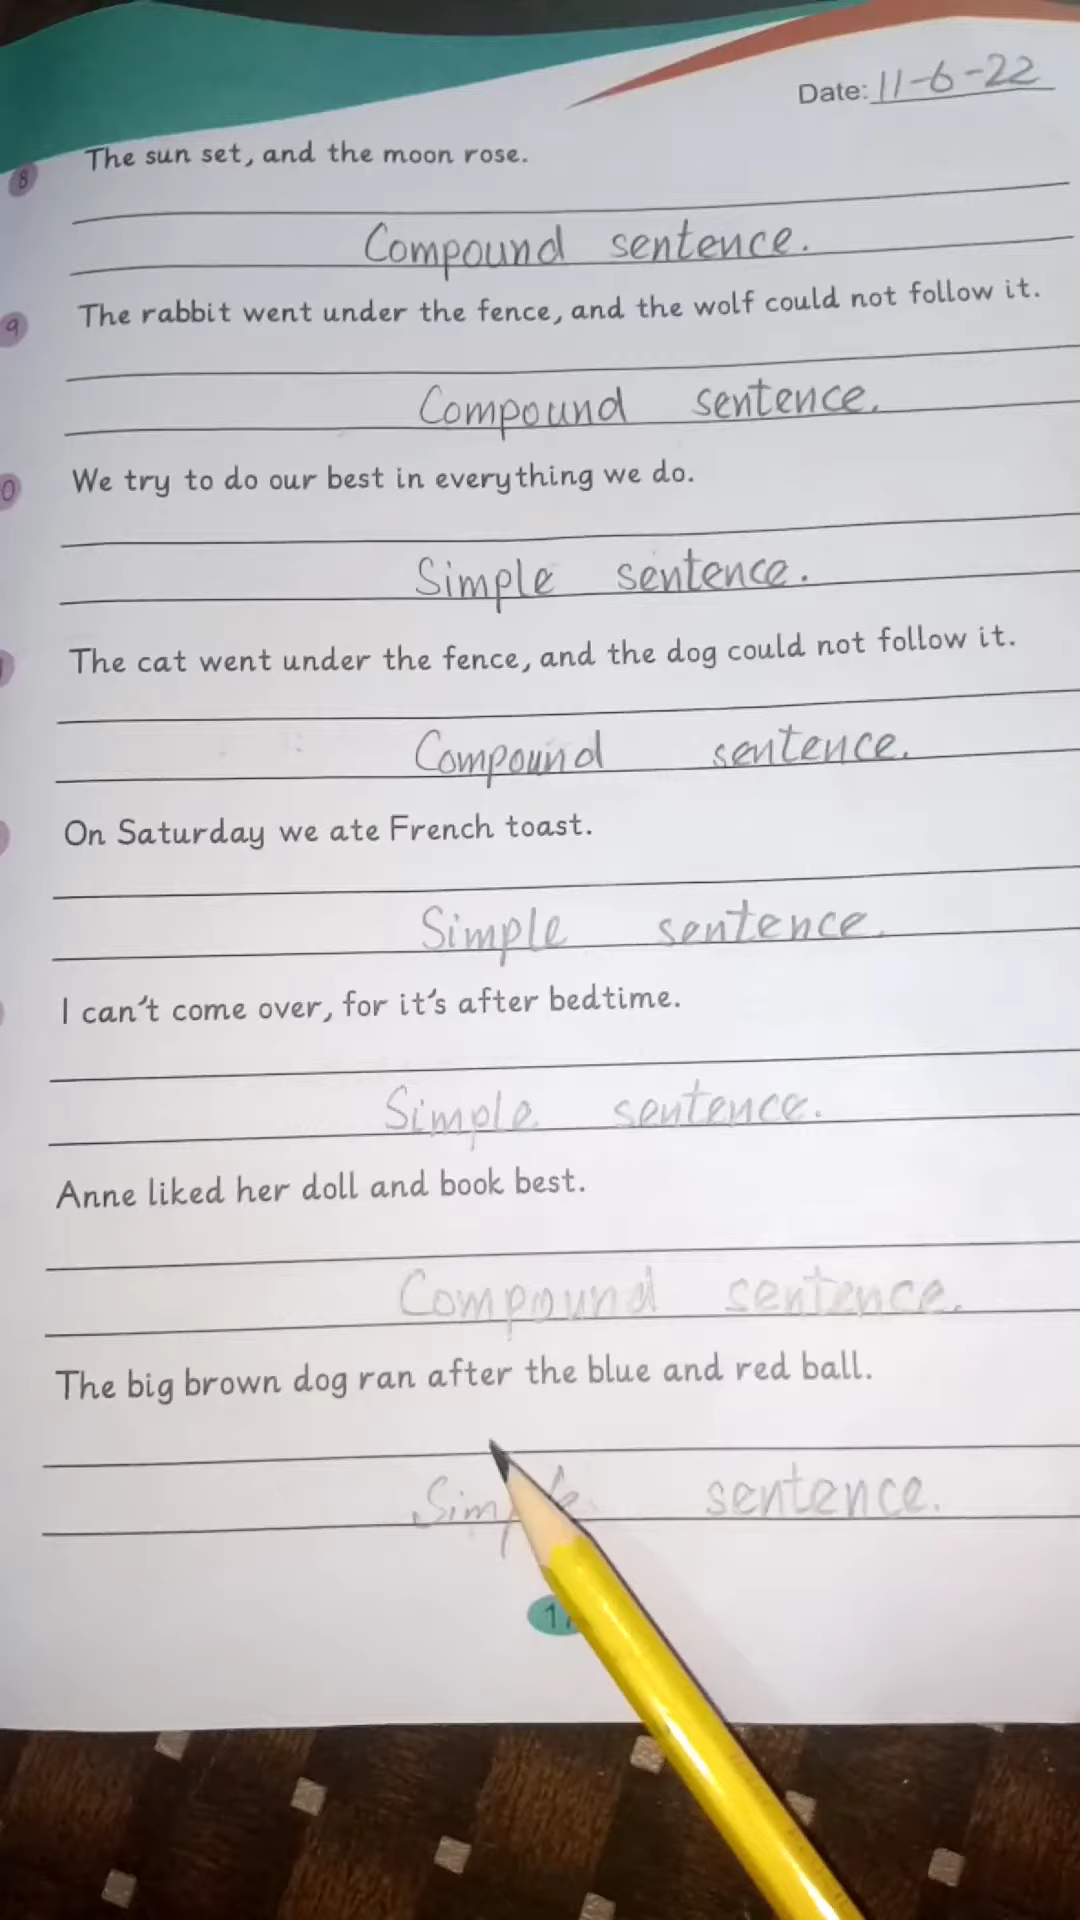 Date: 11-6-22
8 The sun set, and the moon rose.
Compound sentence.
9 The rabbit went under the fence, and the wolf could not follow it.
Compound sentence.
0 We try to do our best in everything we do.
Simple sentence.
The cat went under the fence, and the dog could not follow it.
Compound sentence.
On Saturday we ate French toast.
Simple sentence.
I can't come over, for it's after bedtime.
Simple sentence.
Anne liked her doll and book best.
Compound sentence.
The big brown dog ran after the blue and red ball.
Simple sentence.